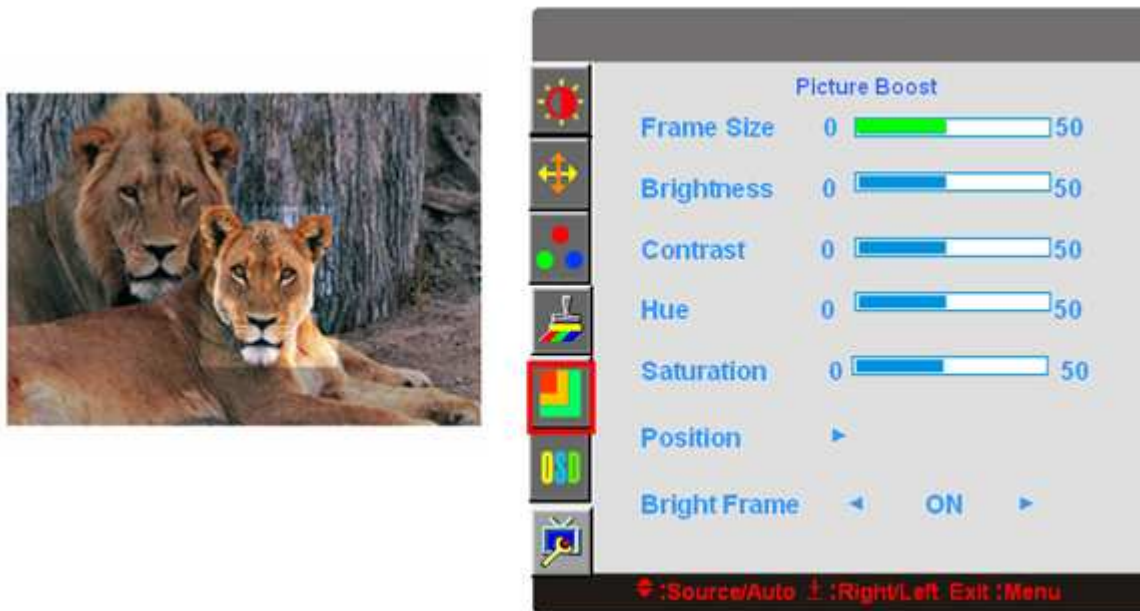 Picture Boost
Frame Size 0 50
Brightness 0 50
Contrast 0 50
Hue 0 50
Saturation 0 50
Position
Bright Frame ON
OSD
:Source/Auto :Right/Left Exit :Menu